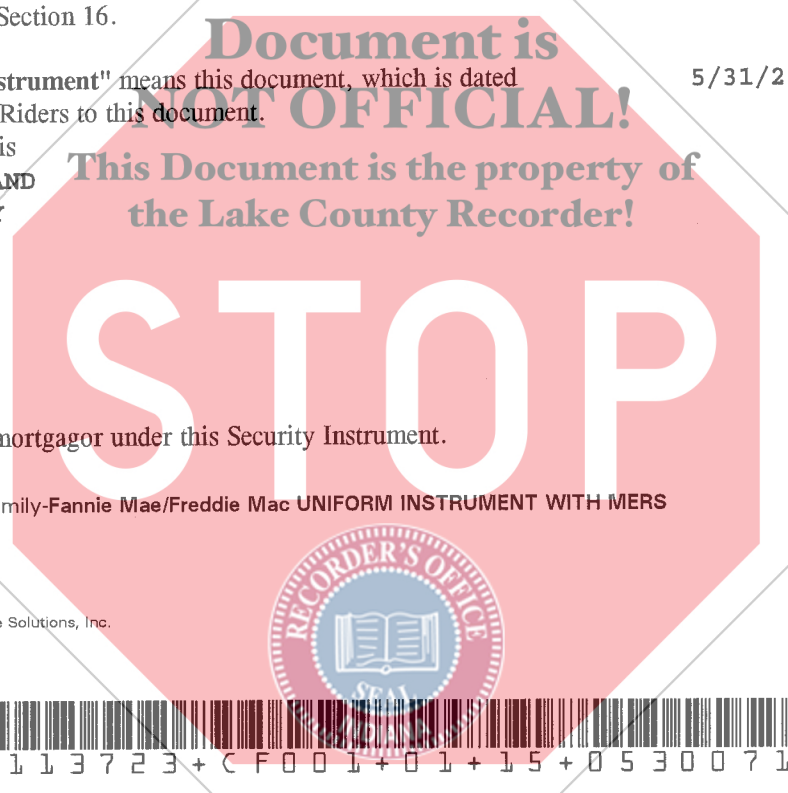 Section 16.
Document is
strument" means this document, which is dated 5/31/2
NOT OFFICIAL!
Riders to this document.
is
This Document is the property of
AND
the Lake County Recorder!
STOP
mortgagor under this Security Instrument.
mily-Fannie Mae/Freddie Mac UNIFORM INSTRUMENT WITH MERS
RECORDER'S OFFICE
e Solutions, Inc.
SEAL
INDIANA
113723+CF001+01+15+0530071